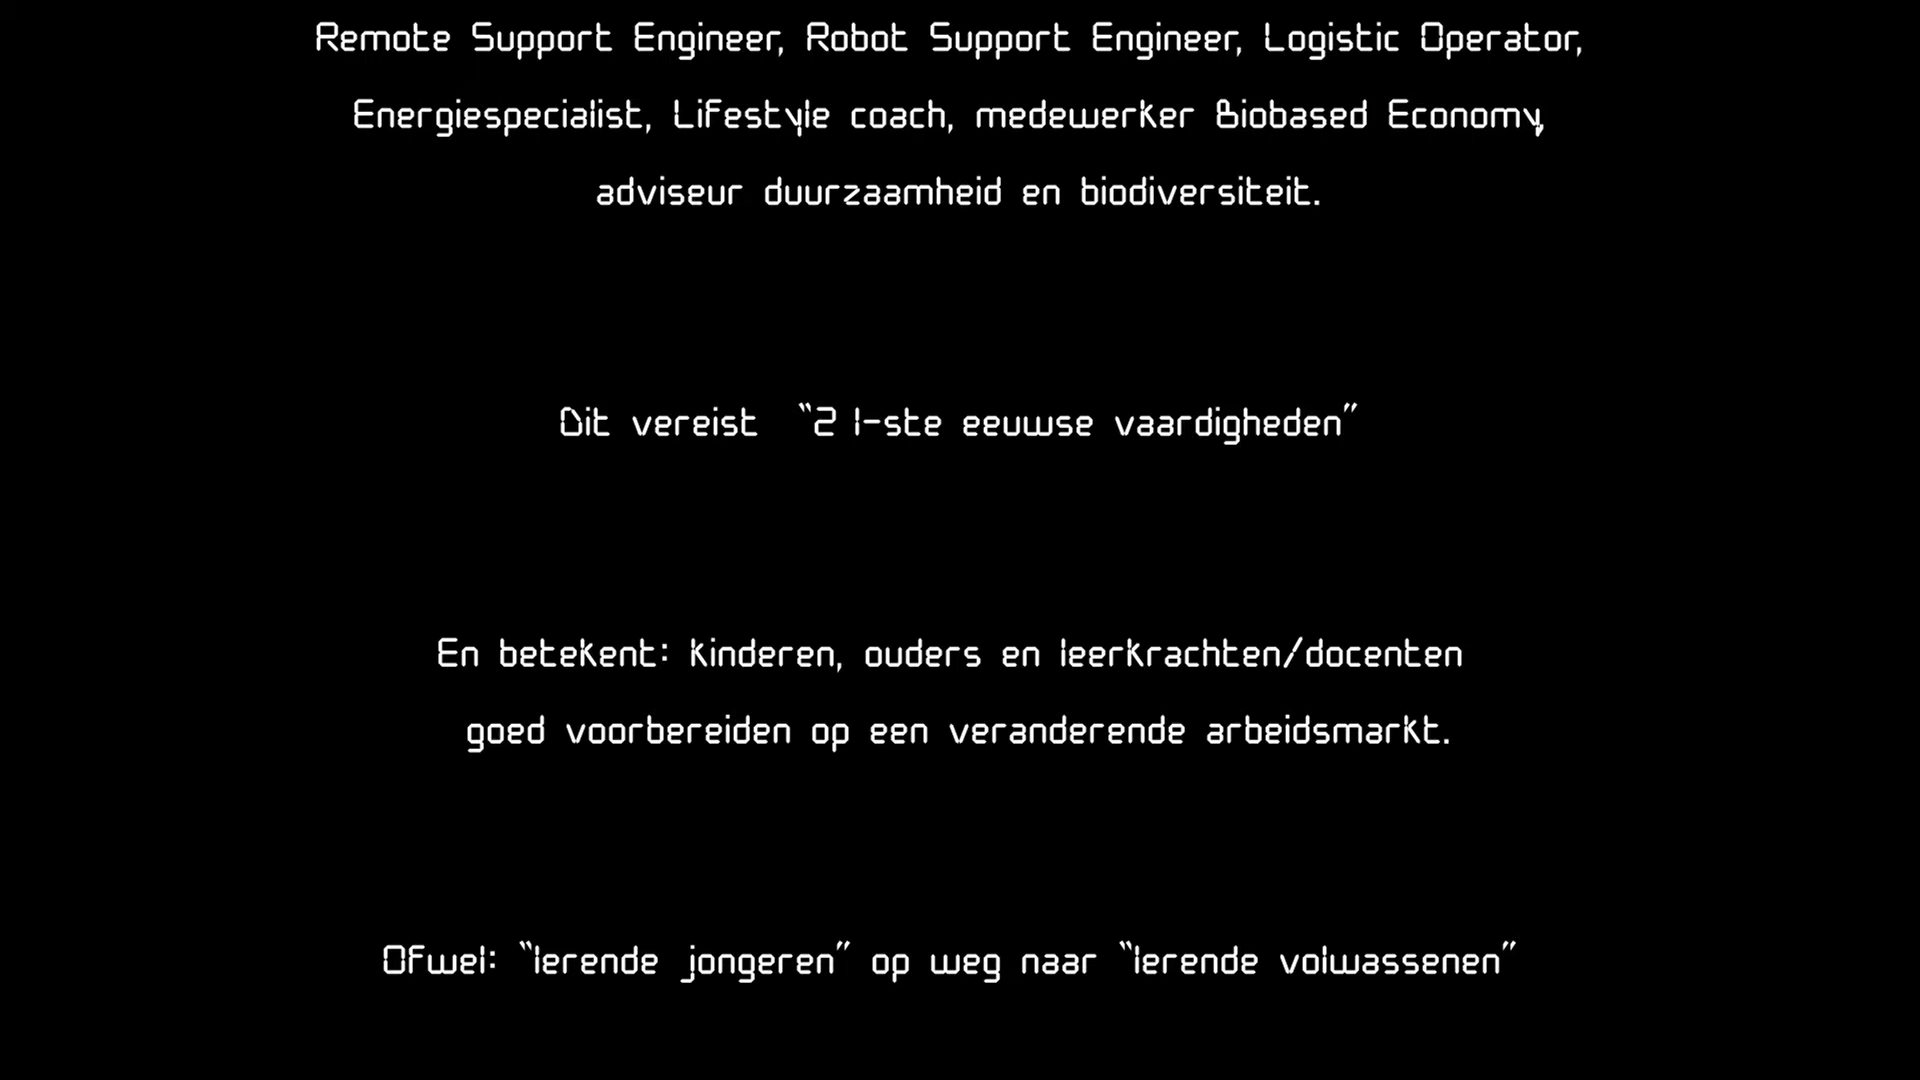 Remote Support Engineer, Robot Support Engineer, Logistic Operator,
Energiespecialist, Lifestyle coach, medewerker Biobased Economy,
adviseur duurzaamheid en biodiversiteit.
Dit vereist “21-ste eeuwse vaardigheden”
En betekent: kinderen, ouders en leerkrachten/docenten
goed voorbereiden op een veranderende arbeidsmarkt.
Ofwel: “lerende jongeren” op weg naar “lerende volwassenen”